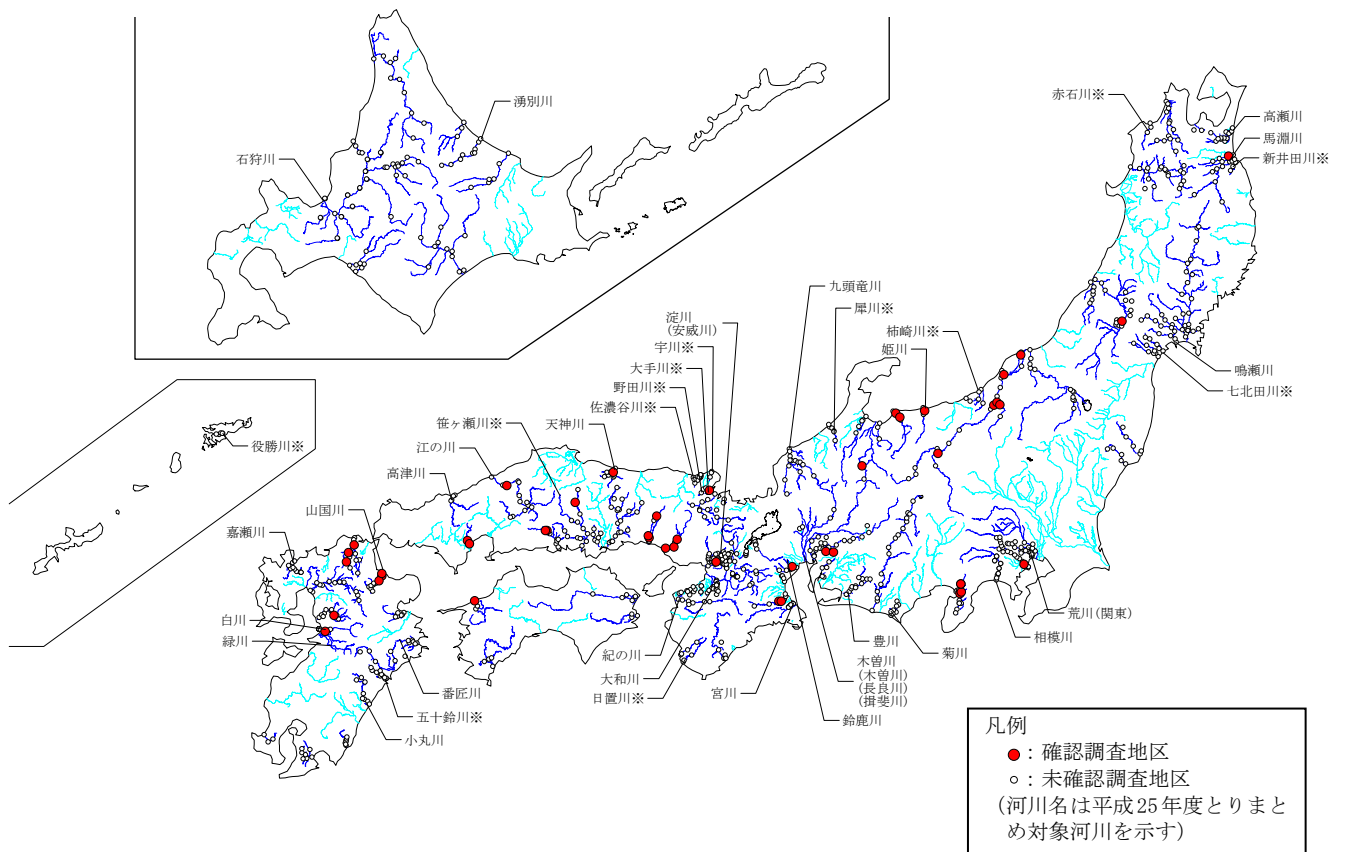 湧別川
石狩川
赤石川※
高瀬川
馬淵川
新井田川※
九頭竜川
犀川※
淀川
(安威川)
柿崎川※
宇川※
姫川
大手川※
鳴瀬川
野田川※
七北田川※
佐濃谷川※
笹ヶ瀬川※
天神川
役勝川※
江の川
高津川
山国川
嘉瀬川
白川
緑川
荒川(関東)
相模川
豊川
菊川
紀の川
木曽川
(木曽川)
(長良川)
(揖斐川)
大和川
宮川
日置川※
番匠川
五十鈴川※
鈴鹿川
小丸川
凡例
：確認調査地区
：未確認調査地区
(河川名は平成25年度とりまと
め対象河川を示す)